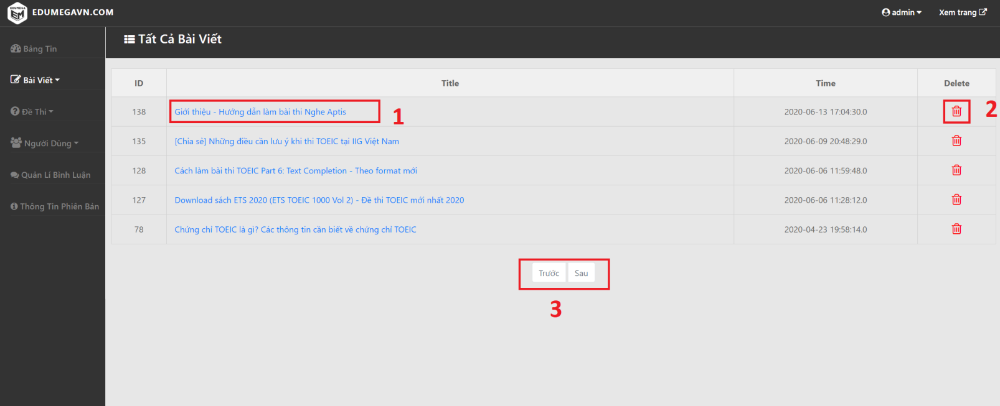 EDUMEGA
EM
EDUMEGAVN.COM
admin
Xem trang
Tất Cả Bài Viết
Bảng Tin
Bài Viết
Đề Thi
Người Dùng
Quản Lí Bình Luận
Thông Tin Phiên Bản
ID Title Time Delete
138 Giới thiệu - Hướng dẫn làm bài thi Nghe Aptis 1 2020-06-13 17:04:30.0 2
135 [Chia sẻ] Những điều cần lưu ý khi thi TOEIC tại IIG Việt Nam 2020-06-09 20:48:29.0
128 Cách làm bài thi TOEIC Part 6: Text Completion - Theo format mới 2020-06-06 11:59:48.0
127 Download sách ETS 2020 (ETS TOEIC 1000 Vol 2) - Đề thi TOEIC mới nhất 2020 2020-06-06 11:28:12.0
78 Chứng chỉ TOEIC là gì? Các thông tin cần biết về chứng chỉ TOEIC 2020-04-23 19:58:14.0
Trước Sau
3